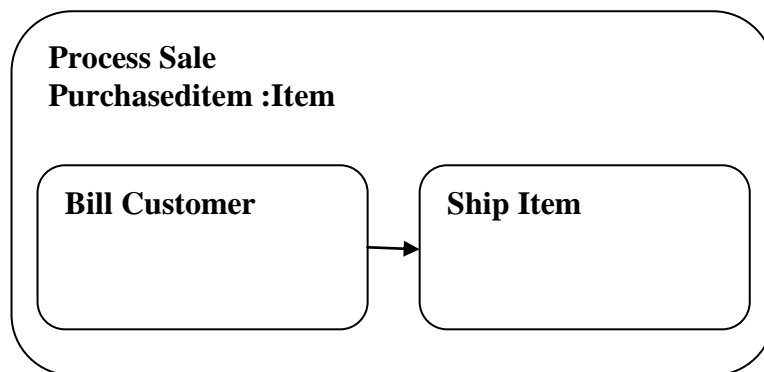 Process Sale
Purchaseditem :Item
Bill Customer
Ship Item